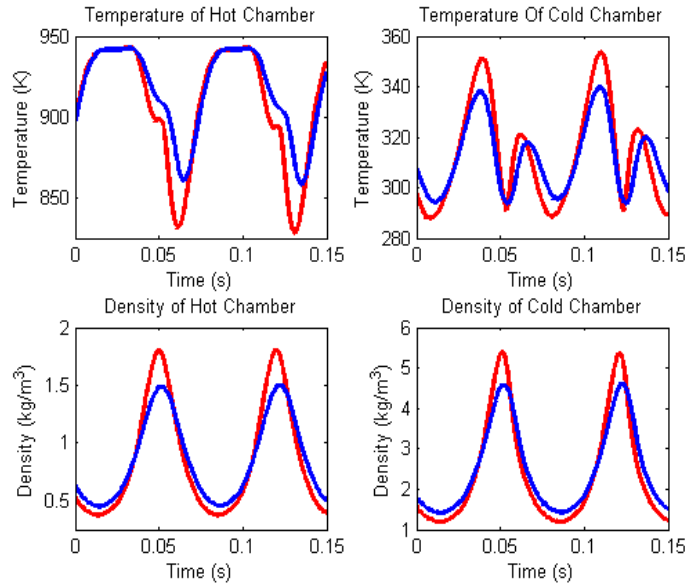 Temperature of Hot Chamber
950
900
850
Temperature (K)
0 0.05 0.1 0.15
Time (s)
Temperature Of Cold Chamber
360
340
320
300
280
Temperature (K)
0 0.05 0.1 0.15
Time (s)
Density of Hot Chamber
2
1.5
1
0.5
Density (kg/m³)
0 0.05 0.1 0.15
Time (s)
Density of Cold Chamber
6
5
4
3
2
1
Density (kg/m³)
0 0.05 0.1 0.15
Time (s)